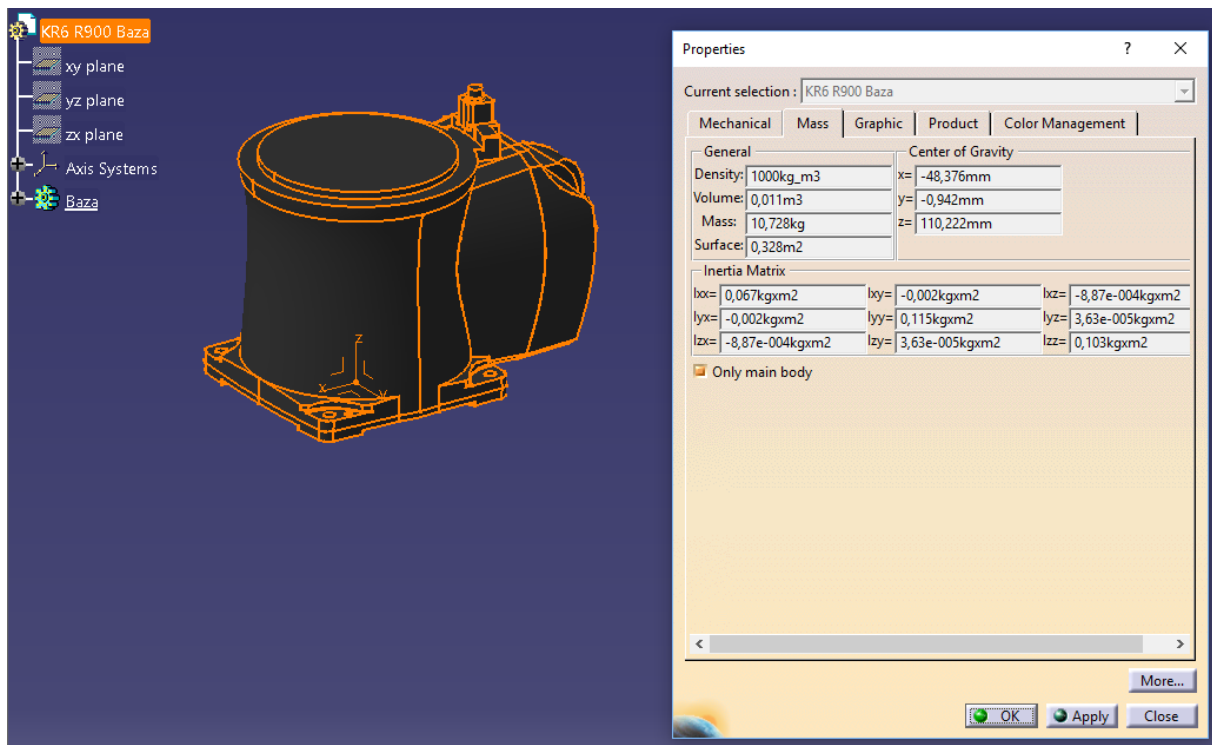 KR6 R900 Baza
xy plane
yz plane
zx plane
Axis Systems
Baza
z
x
y
Properties ? ×
Current selection : KR6 R900 Baza
Mechanical Mass Graphic Product Color Management
General Center of Gravity
Density: 1000kg_m3 x= -48,376mm
Volume: 0,011m3 y= -0,942mm
Mass: 10,728kg z= 110,222mm
Surface: 0,328m2
Inertia Matrix
Ixx= 0,067kgxm2 Ixy= -0,002kgxm2 Ixz= -8,87e-004kgxm2
Iyx= -0,002kgxm2 Iyy= 0,115kgxm2 Iyz= 3,63e-005kgxm2
Izx= -8,87e-004kgxm2 Izy= 3,63e-005kgxm2 Izz= 0,103kgxm2
Only main body
More...
OK Apply Close